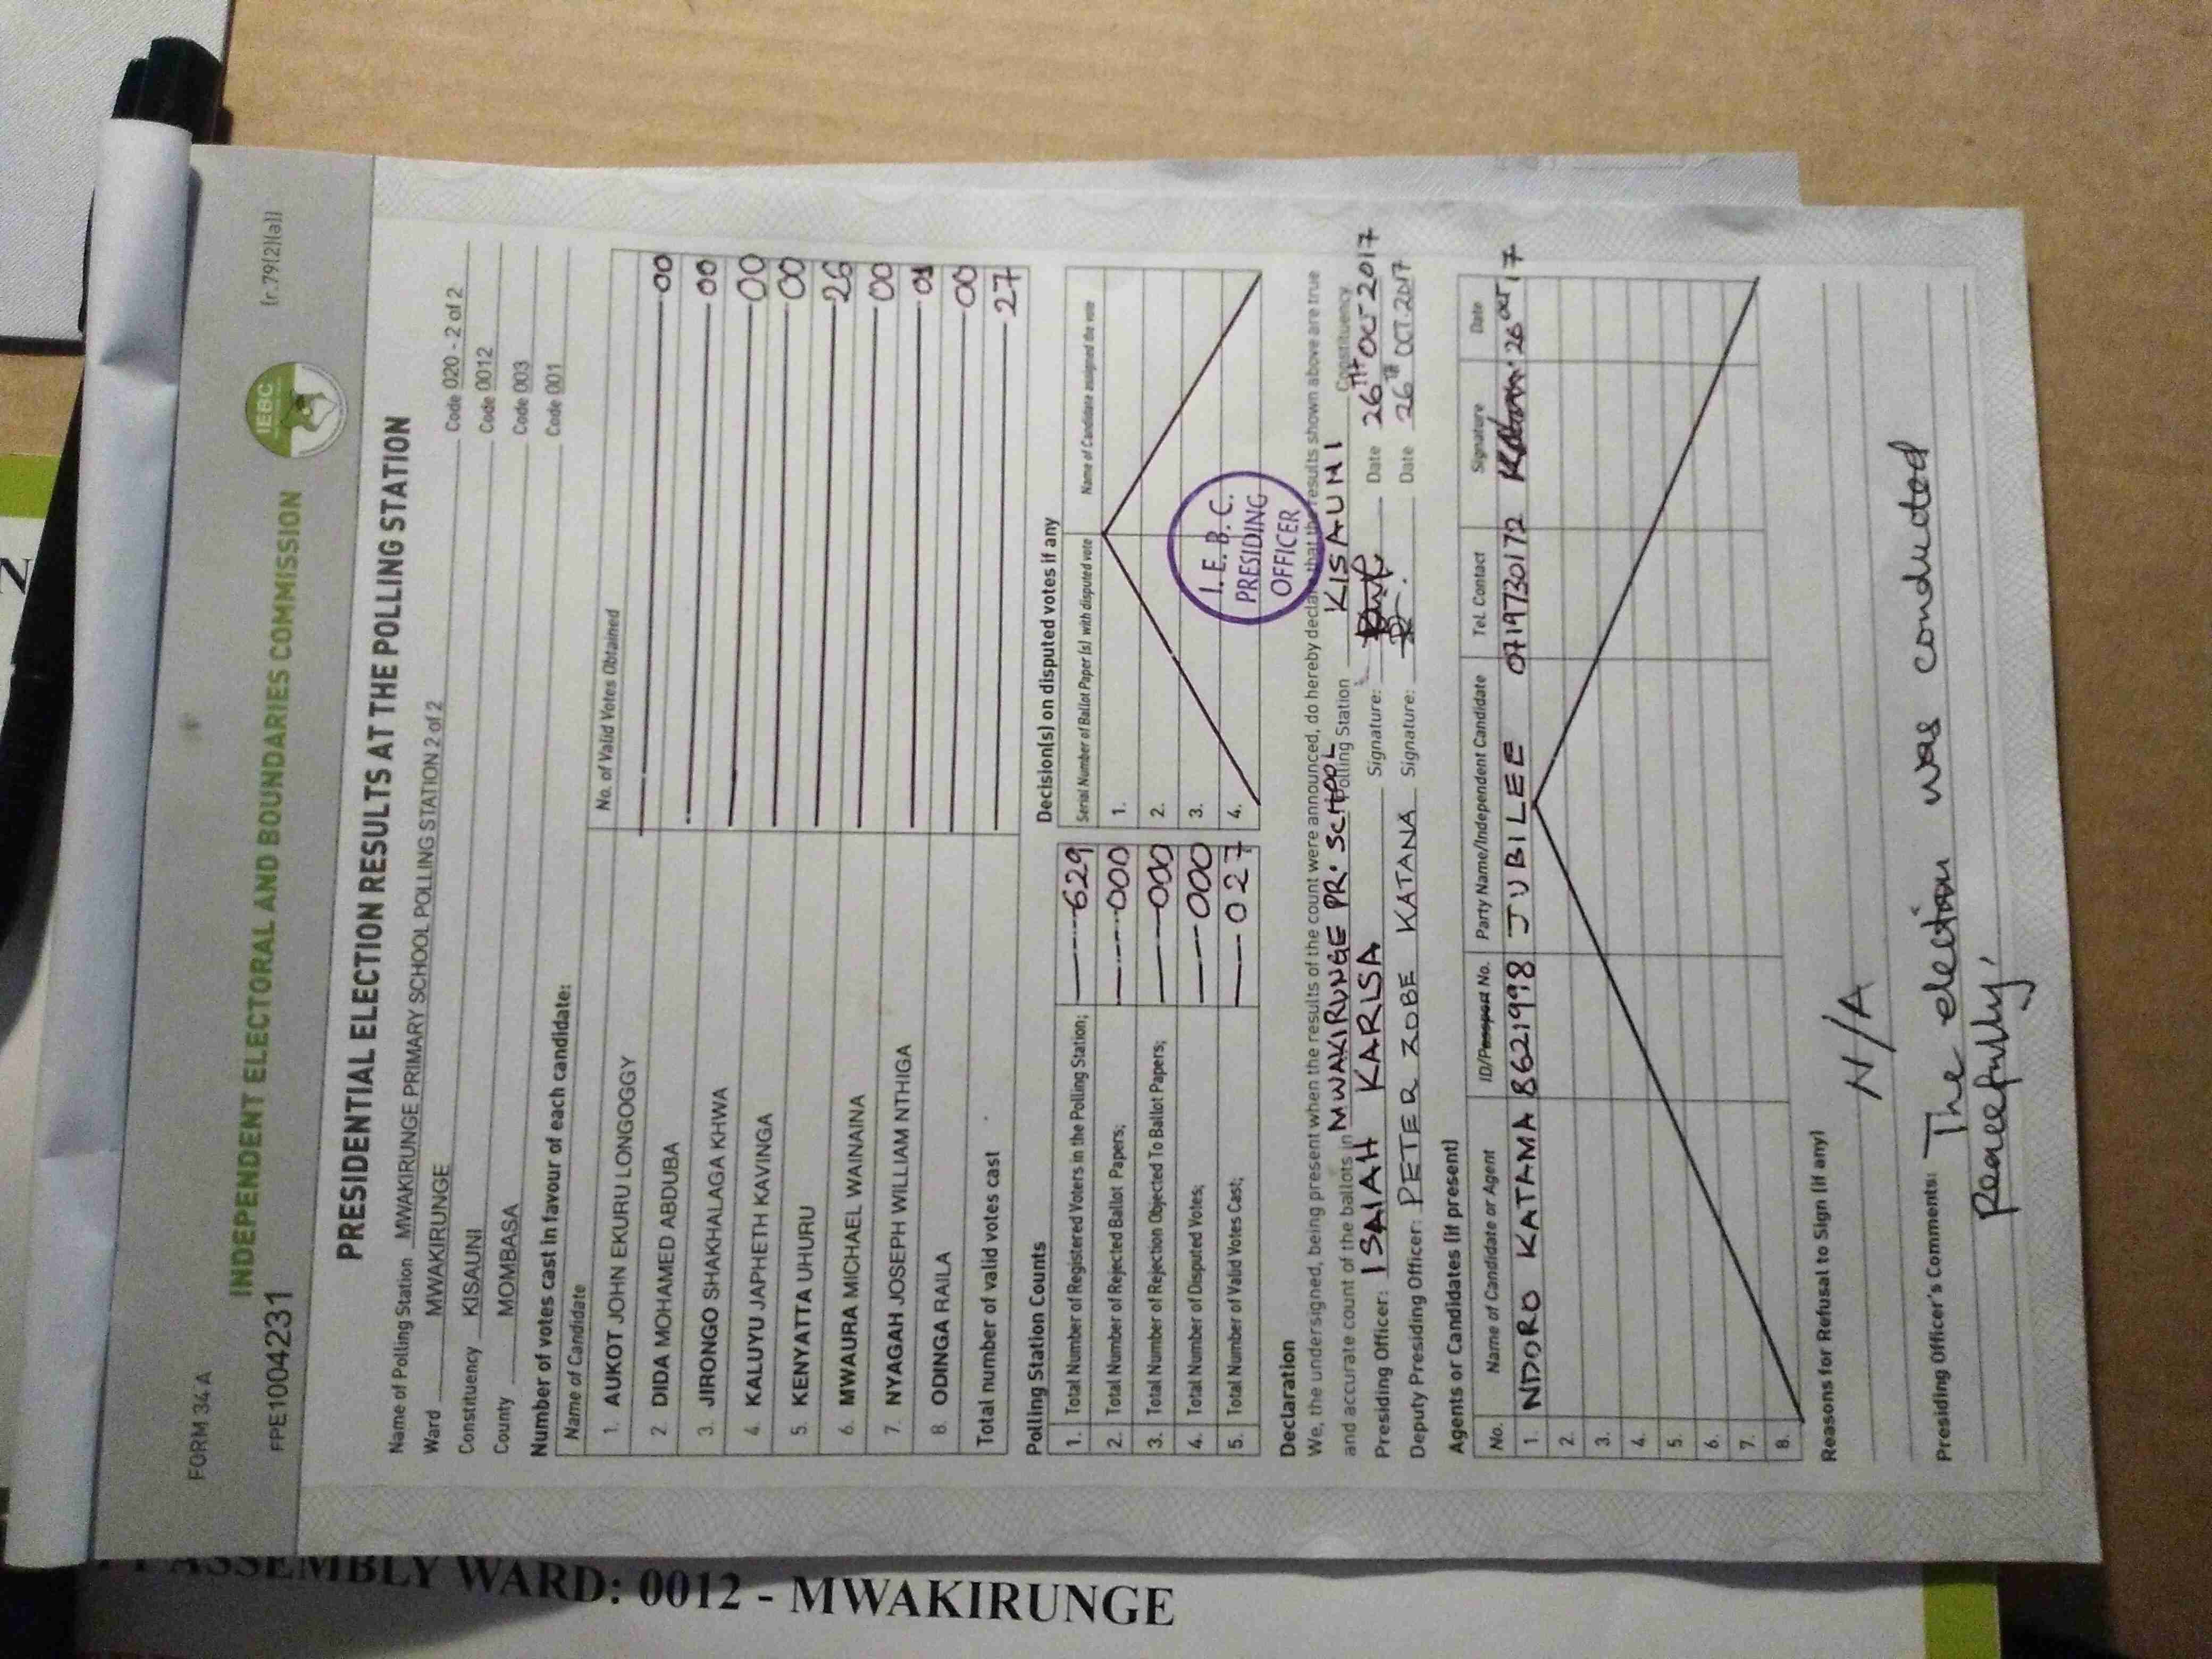 FORM 34 A
(r.79(2)(a))
FPE1004231
IEBC
INDEPENDENT ELECTORAL AND BOUNDARIES COMMISSION
PRESIDENTIAL ELECTION RESULTS AT THE POLLING STATION
Name of Polling Station MWAKIRUNGE PRIMARY SCHOOL POLLING STATION 2 of 2 Code 020 - 2 of 2
Ward MWAKIRUNGE Code 0012
Constituency KISAUNI Code 003
County MOMBASA Code 001
Number of votes cast in favour of each candidate:
Name of Candidate No. of Valid Votes Obtained
1. AUKOT JOHN EKURU LONGOGGY 00
2. DIDA MOHAMED ABDUBA 00
3. JIRONGO SHAKHALAGA KHWA 00
4. KALUYU JAPHETH KAVINGA 00
5. KENYATTA UHURU 26
6. MWAURA MICHAEL WAINAINA 00
7. NYAGAH JOSEPH WILLIAM NTHIGA 01
8. ODINGA RAILA 00
Total number of valid votes cast 27
Polling Station Counts
1. Total Number of Registered Voters in the Polling Station; 629
2. Total Number of Rejected Ballot Papers; 000
3. Total Number of Rejection Objected To Ballot Papers; 000
4. Total Number of Disputed Votes; 000
5. Total Number of Valid Votes Cast; 027
Decision(s) on disputed votes if any
Serial Number of Ballot Paper (s) with disputed vote Name of Candidate assigned the vote
1.
2.
3.
4.
I. E. B. C.
PRESIDING
OFFICER
Declaration
We, the undersigned, being present when the results of the count were announced, do hereby declare that the results shown above are true
and accurate count of the ballots in MWAKIRUNGE PR. SCHOOL Polling Station KISAUNI Constituency
Presiding Officer: ISAIAH KARISA Signature: Date 26TH OCT 2017
Deputy Presiding Officer: PETER ZOBE KATANA Signature: Date 26TH OCT. 2017
Agents or Candidates (if present)
No. Name of Candidate or Agent ID/Passport No. Party Name/Independent Candidate Tel. Contact Signature Date
1. NDORO KATAMA 8621998 JUBILEE 0719730172 26 OCT 17
2.
3.
4.
5.
6.
7.
8.
Reasons for Refusal to Sign (if any)
N/A
Presiding Officer's Comments: The election was conducted
peacefully.
ASSEMBLY WARD: 0012 - MWAKIRUNGE